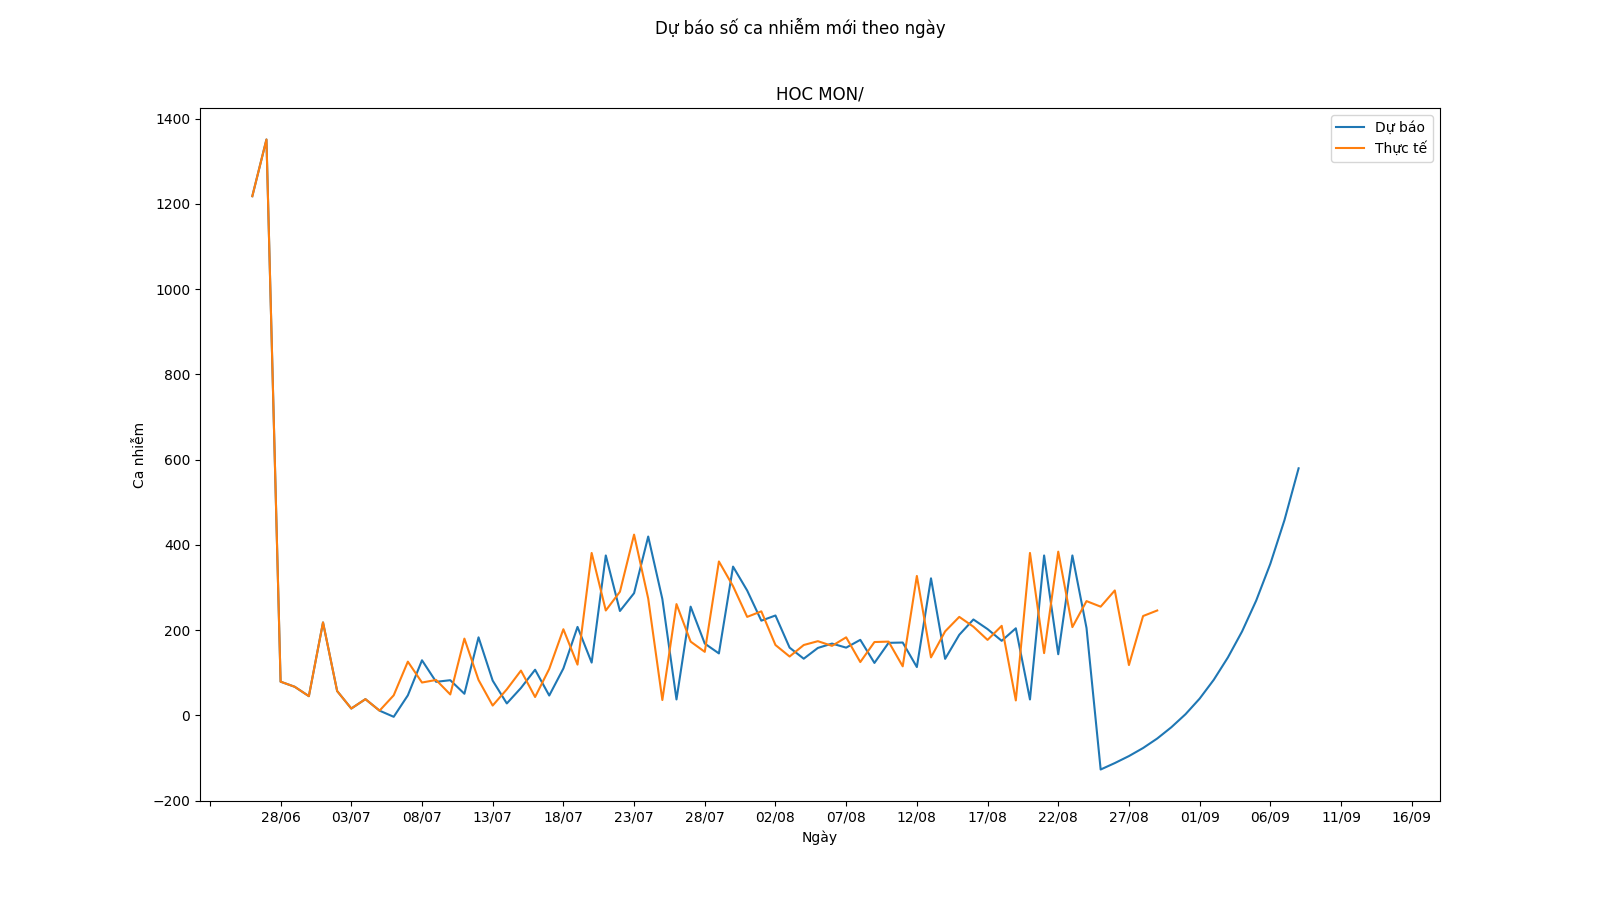 Dự báo số ca nhiễm mới theo ngày
HOC MON/
Dự báo
Thực tế
1400
1200
1000
800
600
400
200
0
−200
Ca nhiễm
28/06 03/07 08/07 13/07 18/07 23/07 28/07 02/08 07/08 12/08 17/08 22/08 27/08 01/09 06/09 11/09 16/09
Ngày